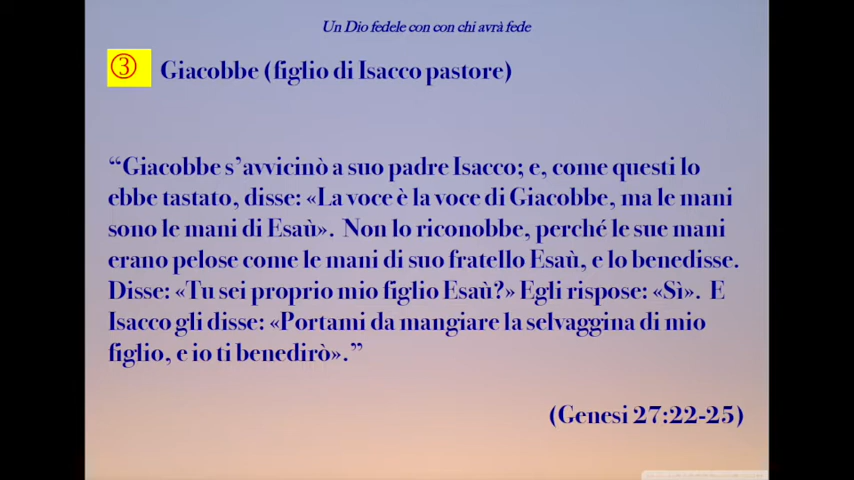 Un Dio fedele con con chi avrà fede
③ Giacobbe (figlio di Isacco pastore)
“Giacobbe s’avvicinò a suo padre Isacco; e, come questi lo
ebbe tastato, disse: «La voce è la voce di Giacobbe, ma le mani
sono le mani di Esaù». Non lo riconobbe, perché le sue mani
erano pelose come le mani di suo fratello Esaù, e lo benedisse.
Disse: «Tu sei proprio mio figlio Esaù?» Egli rispose: «Sì». E
Isacco gli disse: «Portami da mangiare la selvaggina di mio
figlio, e io ti benedirò».”
(Genesi 27:22-25)